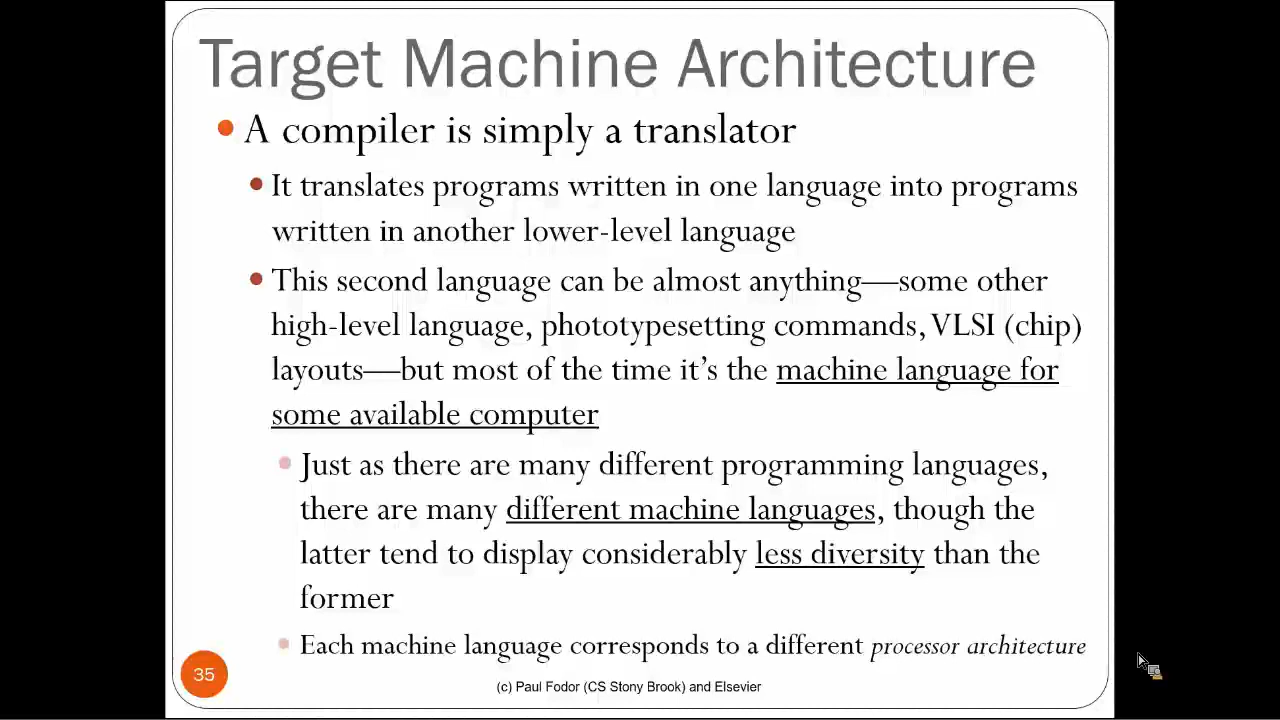 Target Machine Architecture
A compiler is simply a translator
It translates programs written in one language into programs
written in another lower-level language
This second language can be almost anything—some other
high-level language, phototypesetting commands, VLSI (chip)
layouts—but most of the time it’s the machine language for
some available computer
Just as there are many different programming languages,
there are many different machine languages, though the
latter tend to display considerably less diversity than the
former
Each machine language corresponds to a different processor architecture
35
(c) Paul Fodor (CS Stony Brook) and Elsevier